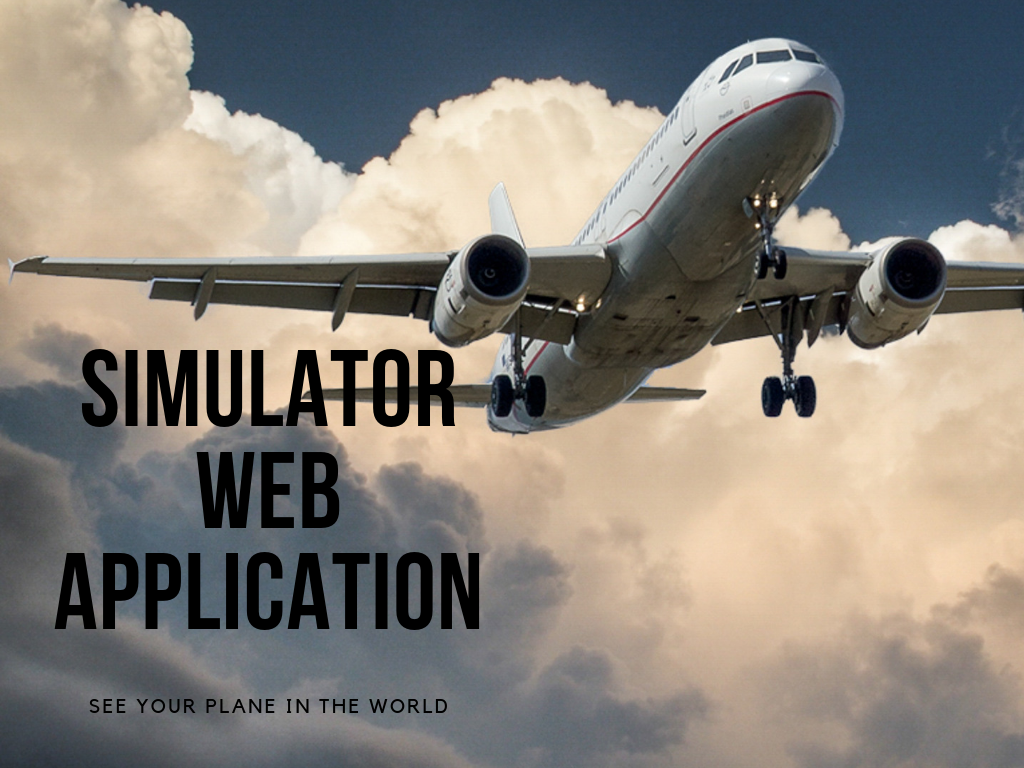 SIMULATOR
WEB
APPLICATION
SEE YOUR PLANE IN THE WORLD